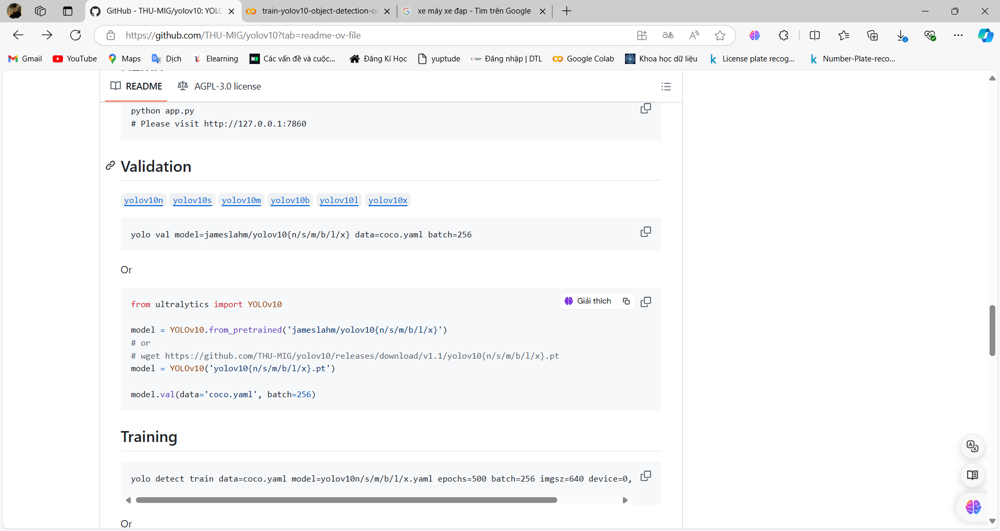 GitHub - THU-MIG/yolov10: YOLO
train-yolov10-object-detection-on
xe máy xe đạp - Tìm trên Google
https://github.com/THU-MIG/yolov10?tab=readme-ov-file
Gmail
YouTube
Maps
Dịch
Elearning
Các vấn đề và cuộc...
Đăng Kí Học
yuptude
Đăng nhập | DTL
Google Colab
Khoa học dữ liệu
License plate recog...
Number-Plate-reco...
README
AGPL-3.0 license
python app.py
# Please visit http://127.0.0.1:7860
Validation
yolov10n yolov10s yolov10m yolov10b yolov10l yolov10x
yolo val model=jameslahm/yolov10{n/s/m/b/l/x} data=coco.yaml batch=256
Or
Giải thích
from ultralytics import YOLOv10
model = YOLOv10.from_pretrained('jameslahm/yolov10{n/s/m/b/l/x}')
# or
# wget https://github.com/THU-MIG/yolov10/releases/download/v1.1/yolov10{n/s/m/b/l/x}.pt
model = YOLOv10('yolov10{n/s/m/b/l/x}.pt')
model.val(data='coco.yaml', batch=256)
Training
yolo detect train data=coco.yaml model=yolov10n/s/m/b/l/x.yaml epochs=500 batch=256 imgsz=640 device=0,
Or